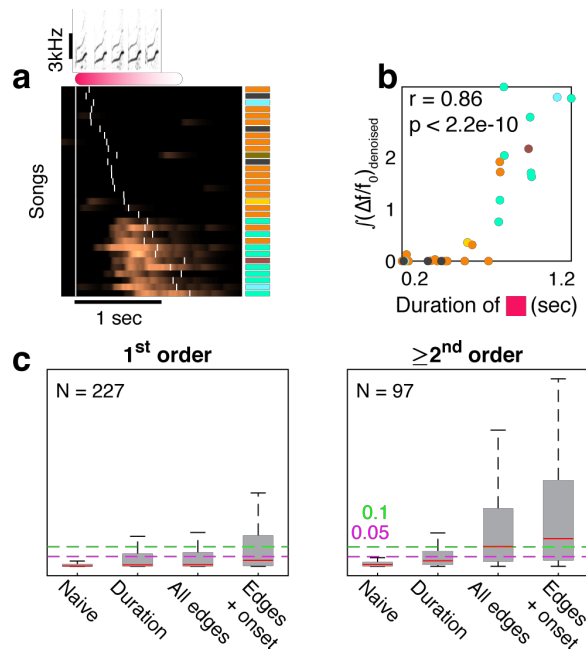 3kHz
a
Songs
1 sec
b
r = 0.86
p < 2.2e-10
∫(Δf/f₀)denoised
2
1
0
0.2
1.2
Duration of (sec)
c
1st order
N = 227
Naive
Duration
All edges
Edges
+ onset
≥2nd order
N = 97
0.1
0.05
Naive
Duration
All edges
Edges
+ onset